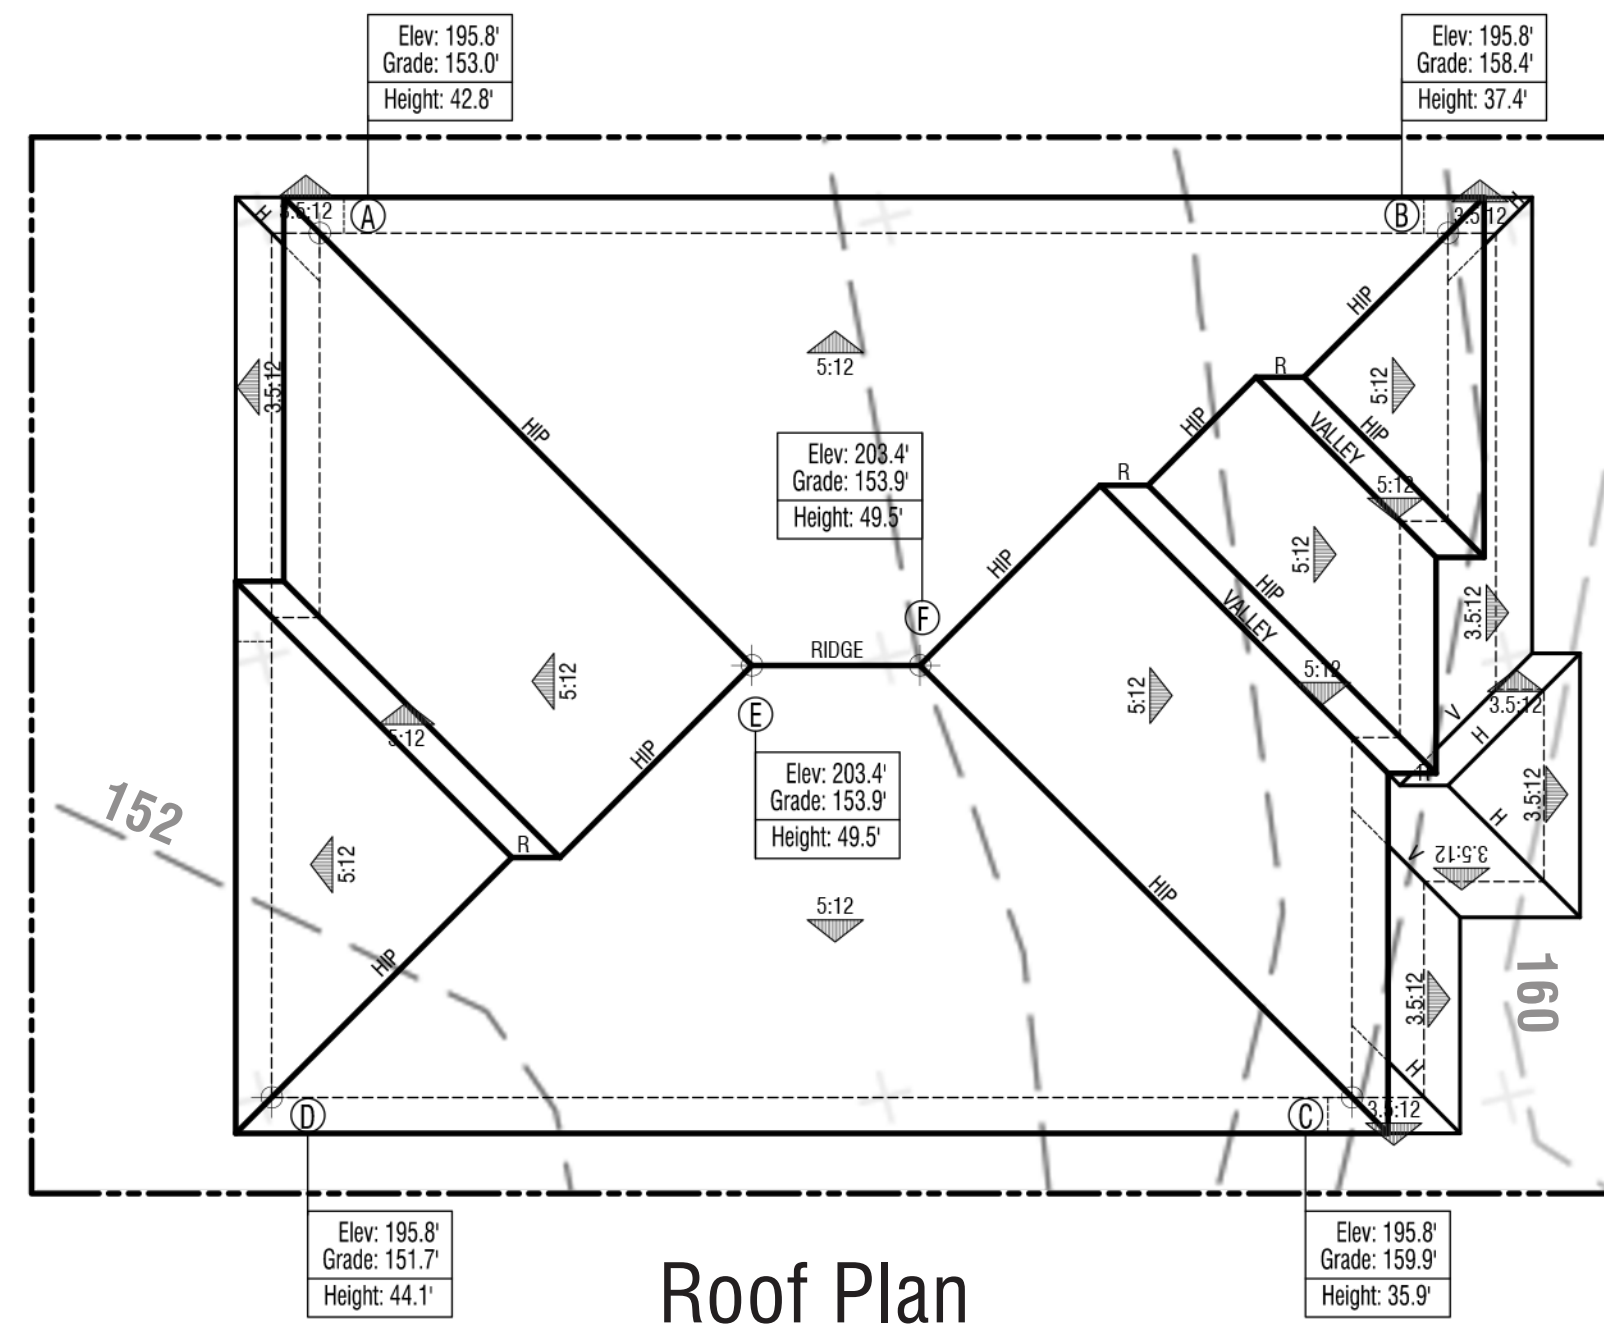 Elev: 195.8'
Grade: 153.0'
Height: 42.8'
Elev: 195.8'
Grade: 158.4'
Height: 37.4'
H
3.5:12
A
B
3.5:12
H
HIP
5:12
R
5:12
3.5:12
HIP
HIP
VALLEY
HIP
Elev: 203.4'
Grade: 153.9'
Height: 49.5'
R
5:12
5:12
HIP
HIP
VALLEY
F
3.5:12
RIDGE
5:12
5:12
5:12
3.5:12
E
V
H
5:12
HIP
Elev: 203.4'
Grade: 153.9'
Height: 49.5'
152
3.5:12
H
R
V
3.5:12
5:12
HIP
5:12
HIP
3.5:12
160
H
D
C
3.5:12
Elev: 195.8'
Grade: 151.7'
Height: 44.1'
Elev: 195.8'
Grade: 159.9'
Height: 35.9'
Roof Plan